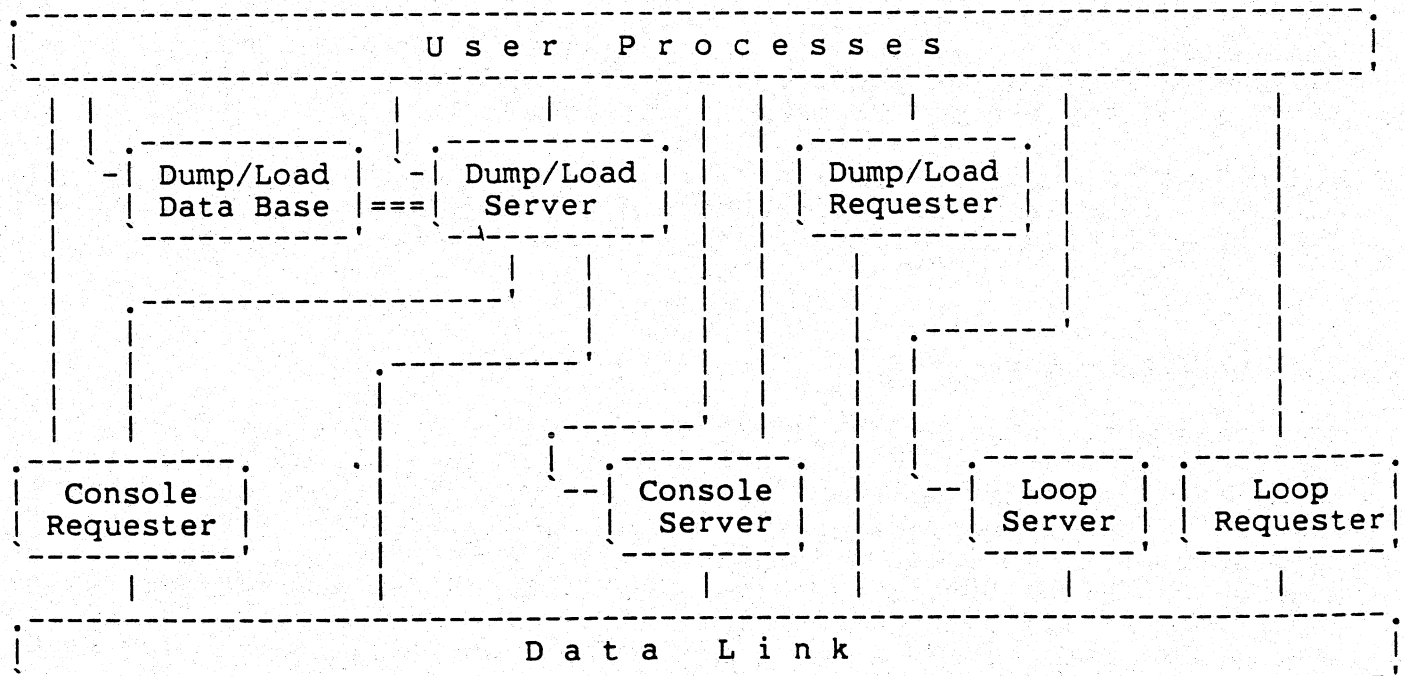 U s e r P r o c e s s e s
Dump/Load Dump/Load Dump/Load
Data Base === Server Requester
Console Console Loop Loop
Requester Server Server Requester
D a t a L i n k